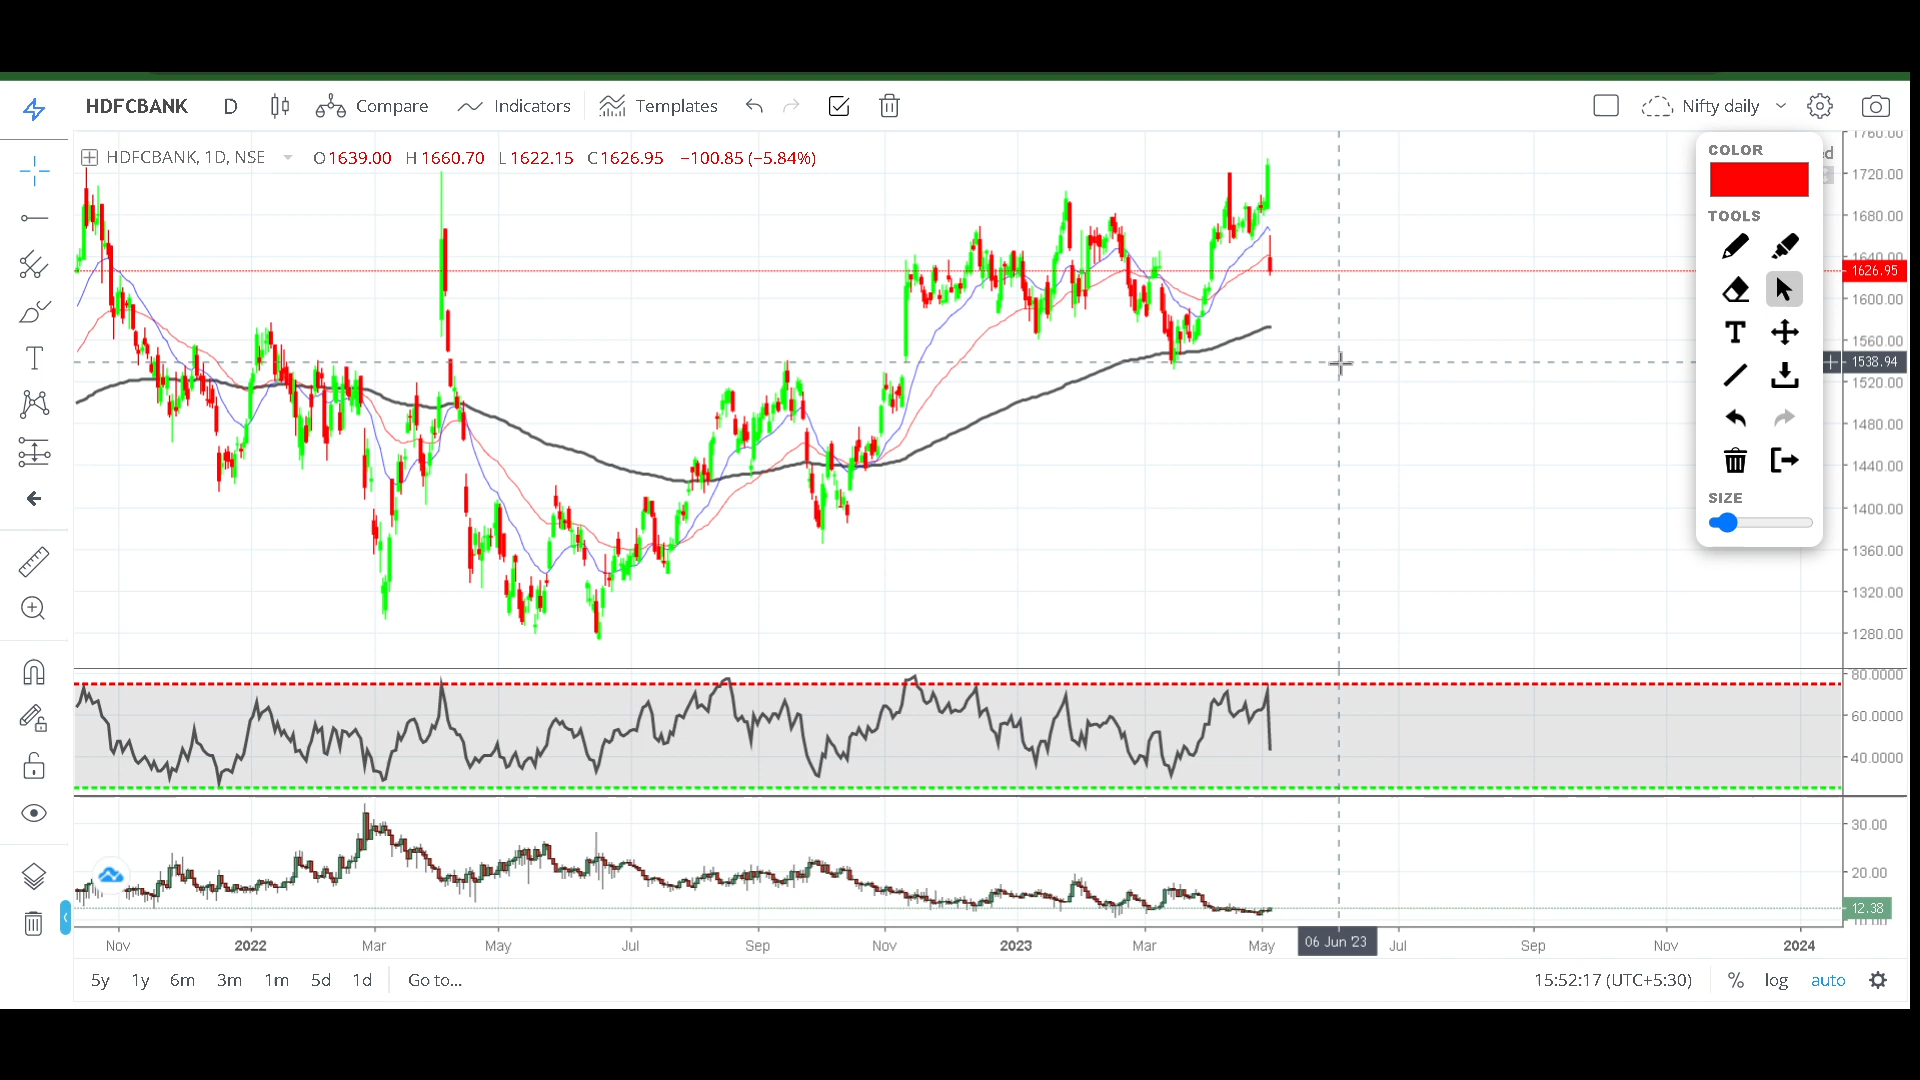 HDFCBANK D Compare Indicators Templates Nifty daily
HDFCBANK, 1D, NSE O1639.00 H1660.70 L1622.15 C1626.95 −100.85 (−5.84%)
COLOR
TOOLS
T
SIZE
1760.00
1720.00
1680.00
1640.00
1626.95
1600.00
1560.00
1538.94
1520.00
1480.00
1440.00
1400.00
1360.00
1320.00
1280.00
80.0000
60.0000
40.0000
30.00
20.00
12.38
Nov 2022 Mar May Jul Sep Nov 2023 Mar May 06 Jun '23 Jul Sep Nov 2024
5y 1y 6m 3m 1m 5d 1d Go to... 15:52:17 (UTC+5:30) % log auto